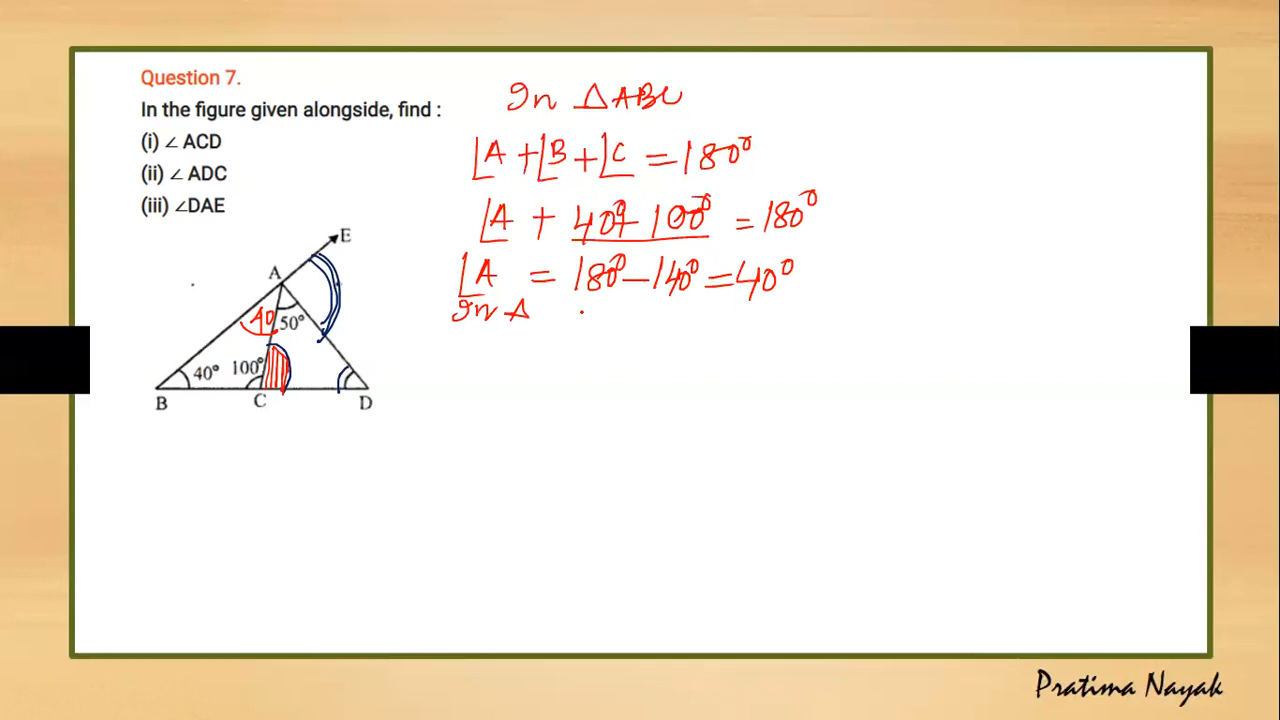 Question 7.
In the figure given alongside, find :
(i) ∠ ACD
(ii) ∠ ADC
(iii) ∠DAE
E
A
40
50°
40°
100°
B
C
D
In △ABC
∠A + ∠B + ∠C = 180°
∠A + 40° + 100° = 180°
∠A = 180° - 140° = 40°
In △
Pratima Nayak